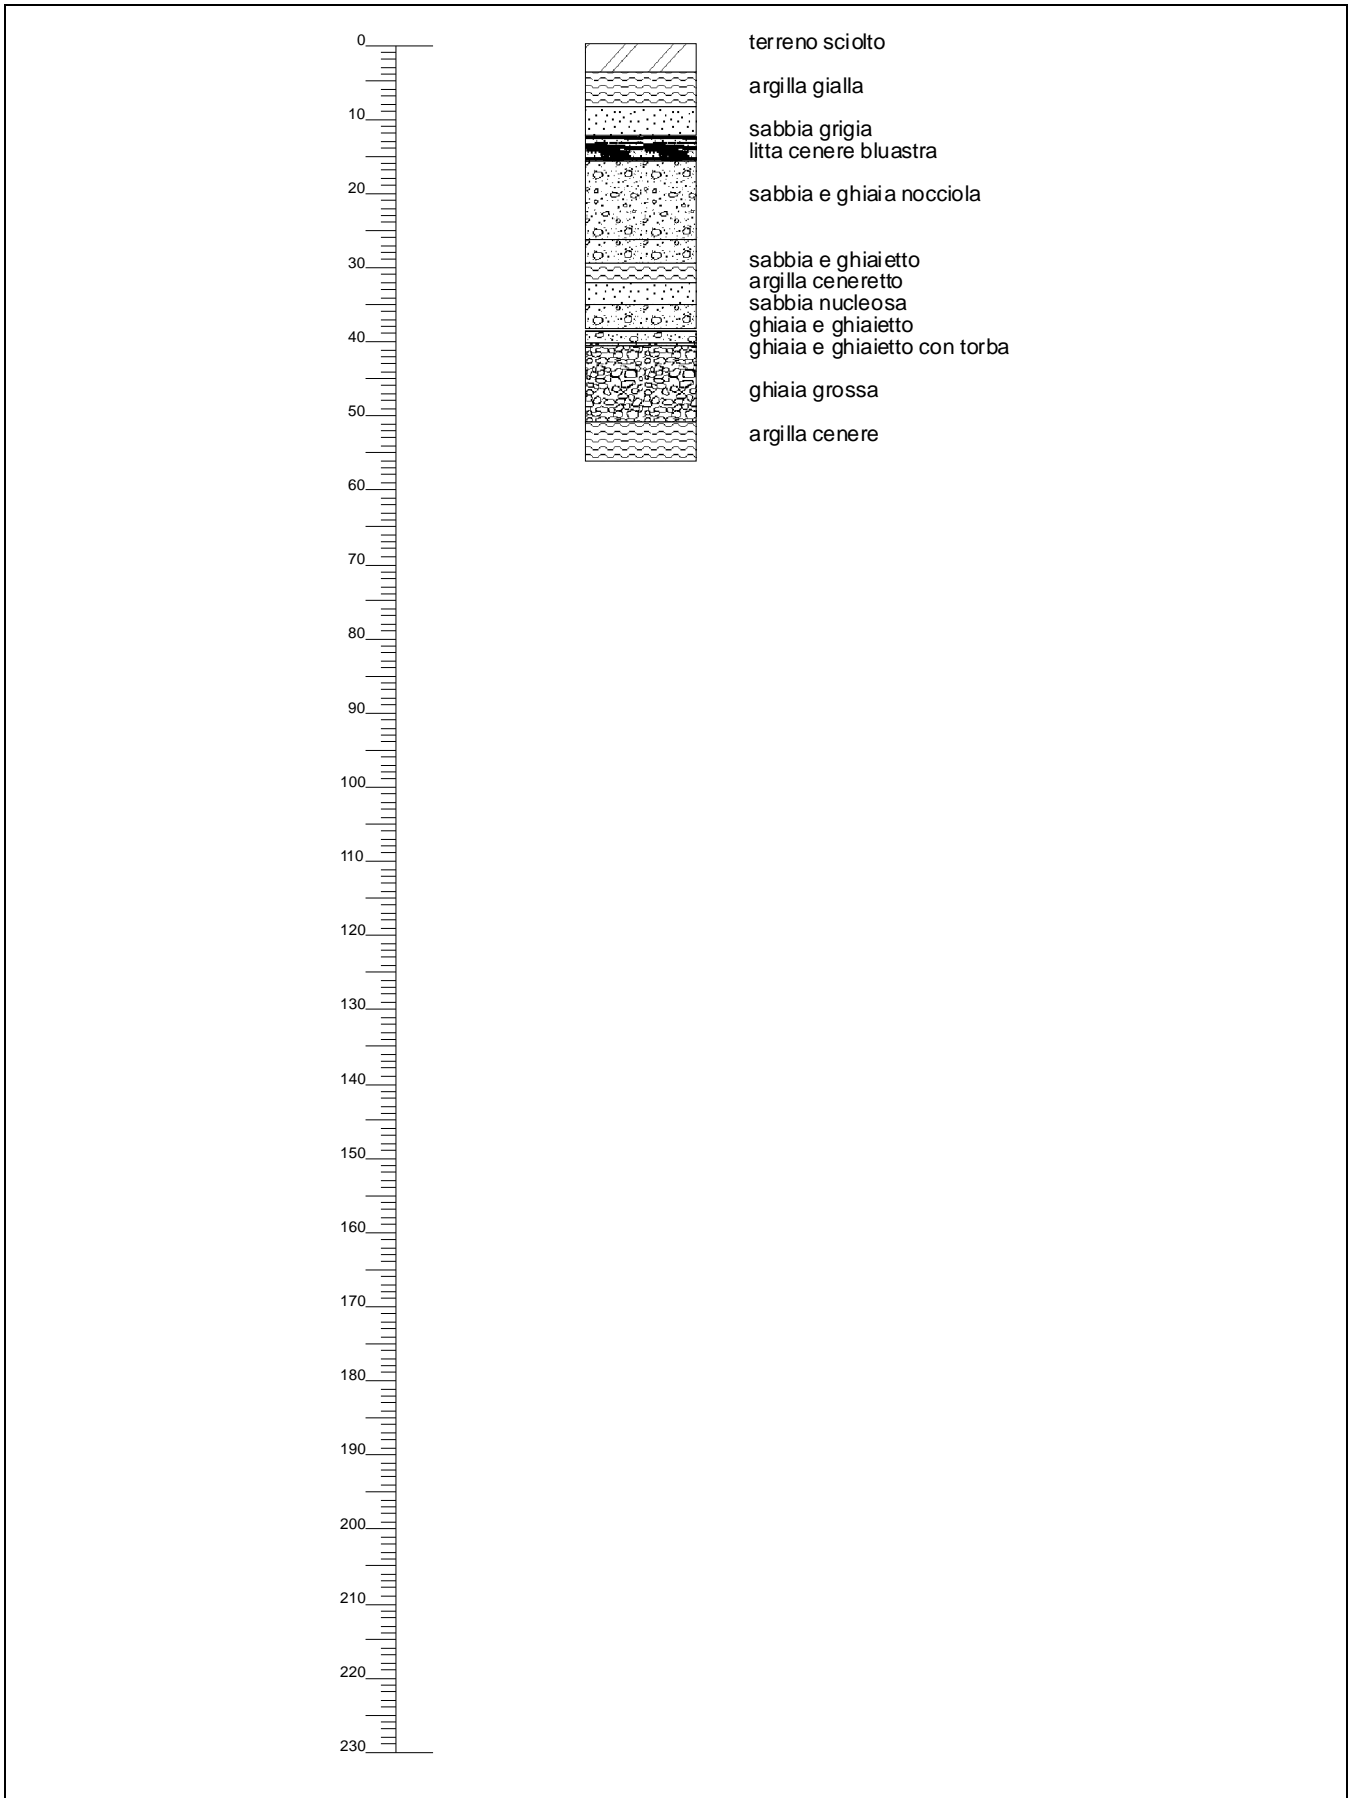 0
terreno sciolto
argilla gialla
10
sabbia grigia
litta cenere bluastra
20
sabbia e ghiaia nocciola
30
sabbia e ghiaietto
argilla ceneretto
sabbia nucleosa
ghiaia e ghiaietto
40
ghiaia e ghiaietto con torba
ghiaia grossa
50
argilla cenere
60
70
80
90
100
110
120
130
140
150
160
170
180
190
200
210
220
230